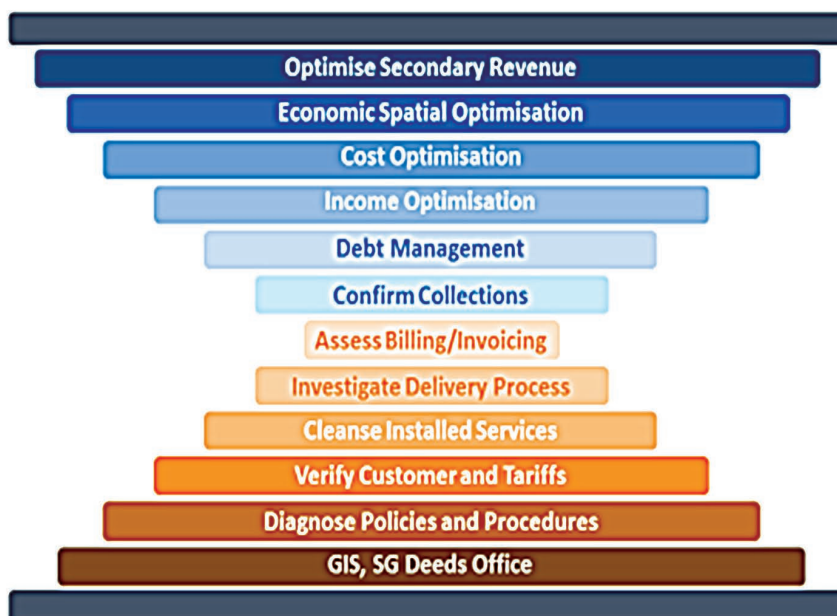 Optimise Secondary Revenue
Economic Spatial Optimisation
Cost Optimisation
Income Optimisation
Debt Management
Confirm Collections
Assess Billing/Invoicing
Investigate Delivery Process
Cleanse Installed Services
Verify Customer and Tariffs
Diagnose Policies and Procedures
GIS, SG Deeds Office